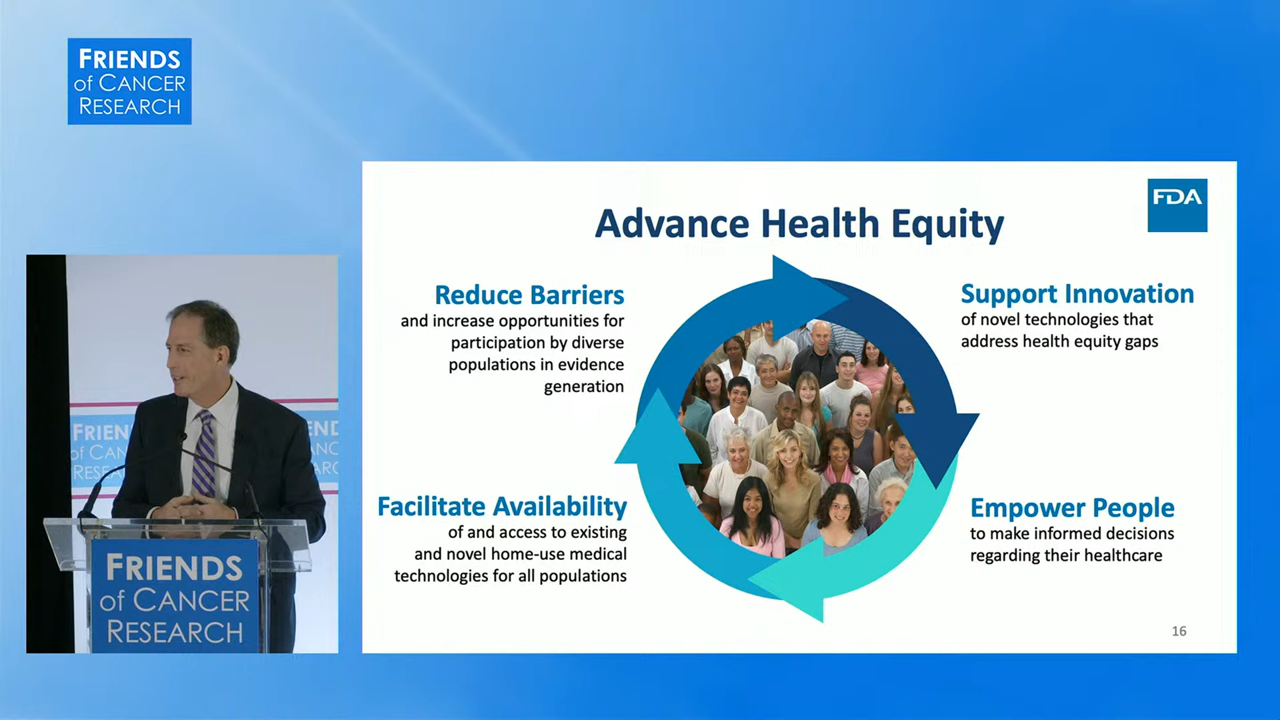 FRIENDS
of CANCER
RESEARCH
FDA
Advance Health Equity
Reduce Barriers
and increase opportunities for
participation by diverse
populations in evidence
generation
Support Innovation
of novel technologies that
address health equity gaps
Facilitate Availability
of and access to existing
and novel home-use medical
technologies for all populations
Empower People
to make informed decisions
regarding their healthcare
16
FRIENDS
of CANCER
RESEARCH